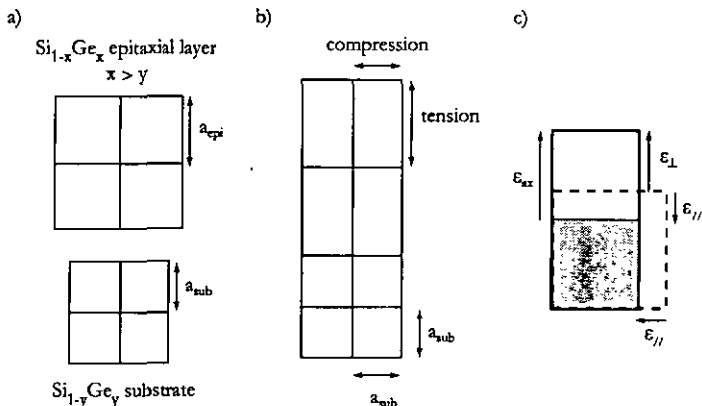 a)
Si1-xGex epitaxial layer
x > y
aepi
asub
Si1-yGey substrate
b)
compression
tension
asub
asub
c)
εax
ε⊥
ε//
ε//